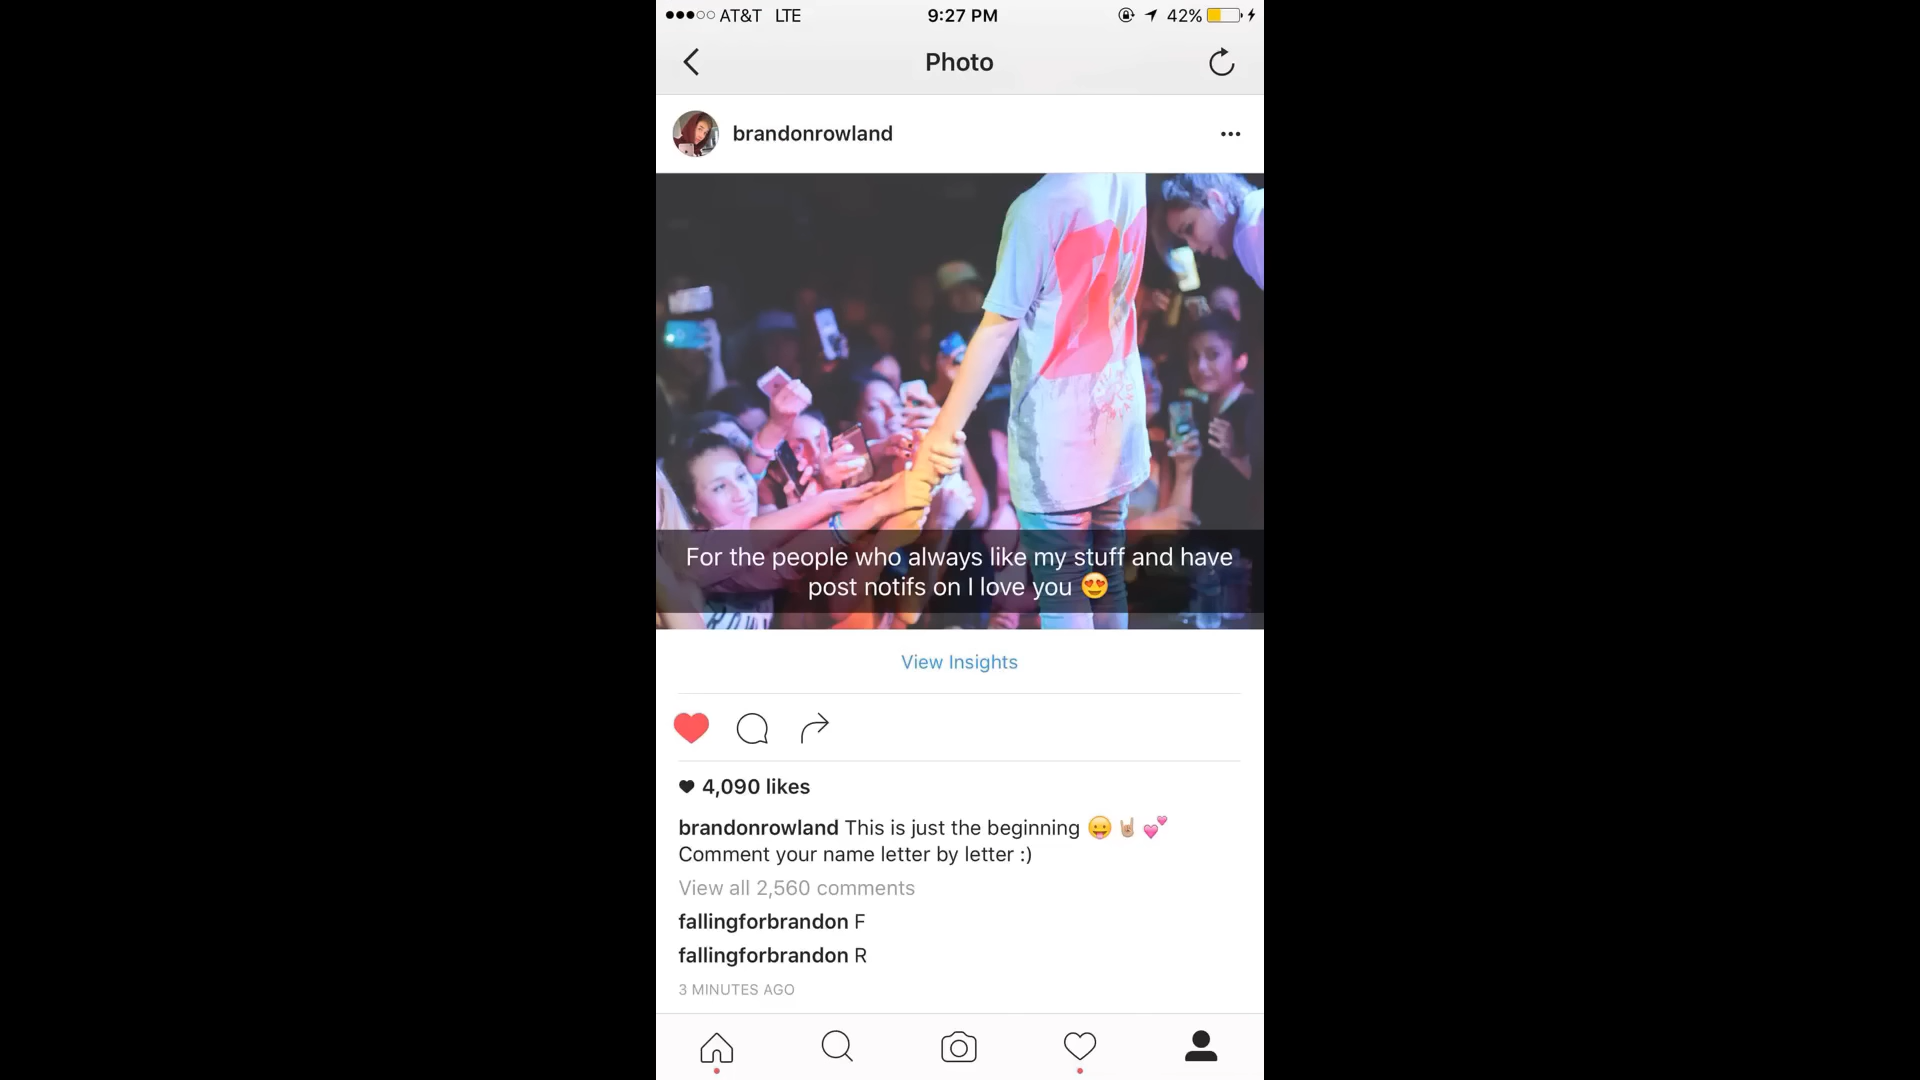 AT&T LTE 9:27 PM 42%
Photo
brandonrowland
For the people who always like my stuff and have
post notifs on I love you 😍
View Insights
4,090 likes
brandonrowland This is just the beginning 😛🤘🏼💕
Comment your name letter by letter :)
View all 2,560 comments
fallingforbrandon F
fallingforbrandon R
3 MINUTES AGO